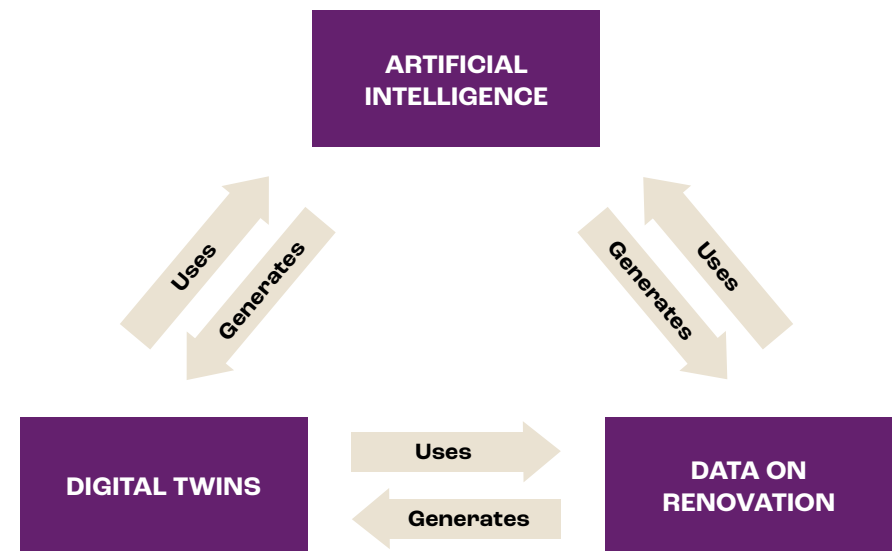 ARTIFICIAL
INTELLIGENCE
Uses
Generates
Generates
Uses
DIGITAL TWINS
Uses
Generates
DATA ON
RENOVATION